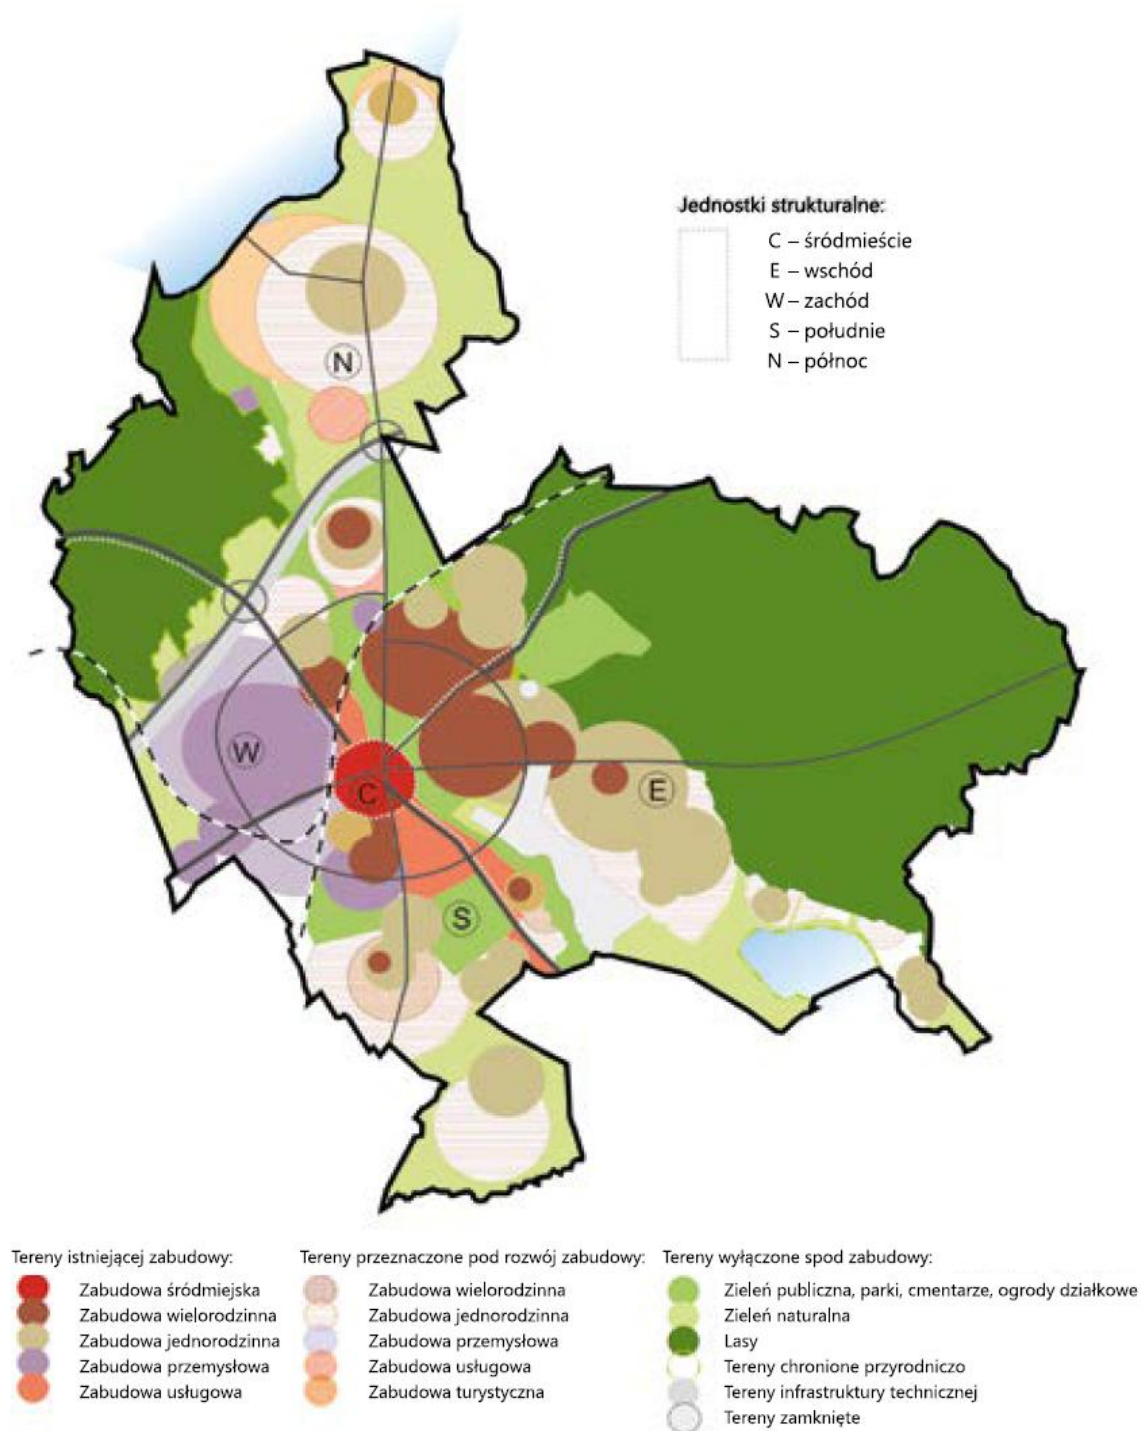 Jednostki strukturalne:
C – śródmieście
E – wschód
W – zachód
S – południe
N – północ
N
W
C
E
S
Tereny istniejącej zabudowy:
Zabudowa śródmiejska
Zabudowa wielorodzinna
Zabudowa jednorodzinna
Zabudowa przemysłowa
Zabudowa usługowa
Tereny przeznaczone pod rozwój zabudowy:
Zabudowa wielorodzinna
Zabudowa jednorodzinna
Zabudowa przemysłowa
Zabudowa usługowa
Zabudowa turystyczna
Tereny wyłączone spod zabudowy:
Zieleń publiczna, parki, cmentarze, ogrody działkowe
Zieleń naturalna
Lasy
Tereny chronione przyrodniczo
Tereny infrastruktury technicznej
Tereny zamknięte